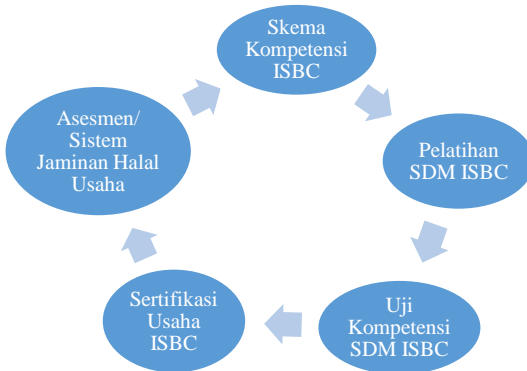 Skema
Kompetensi
ISBC
Pelatihan
SDM ISBC
Uji
Kompetensi
SDM ISBC
Sertifikasi
Usaha
ISBC
Asesmen/
Sistem
Jaminan Halal
Usaha